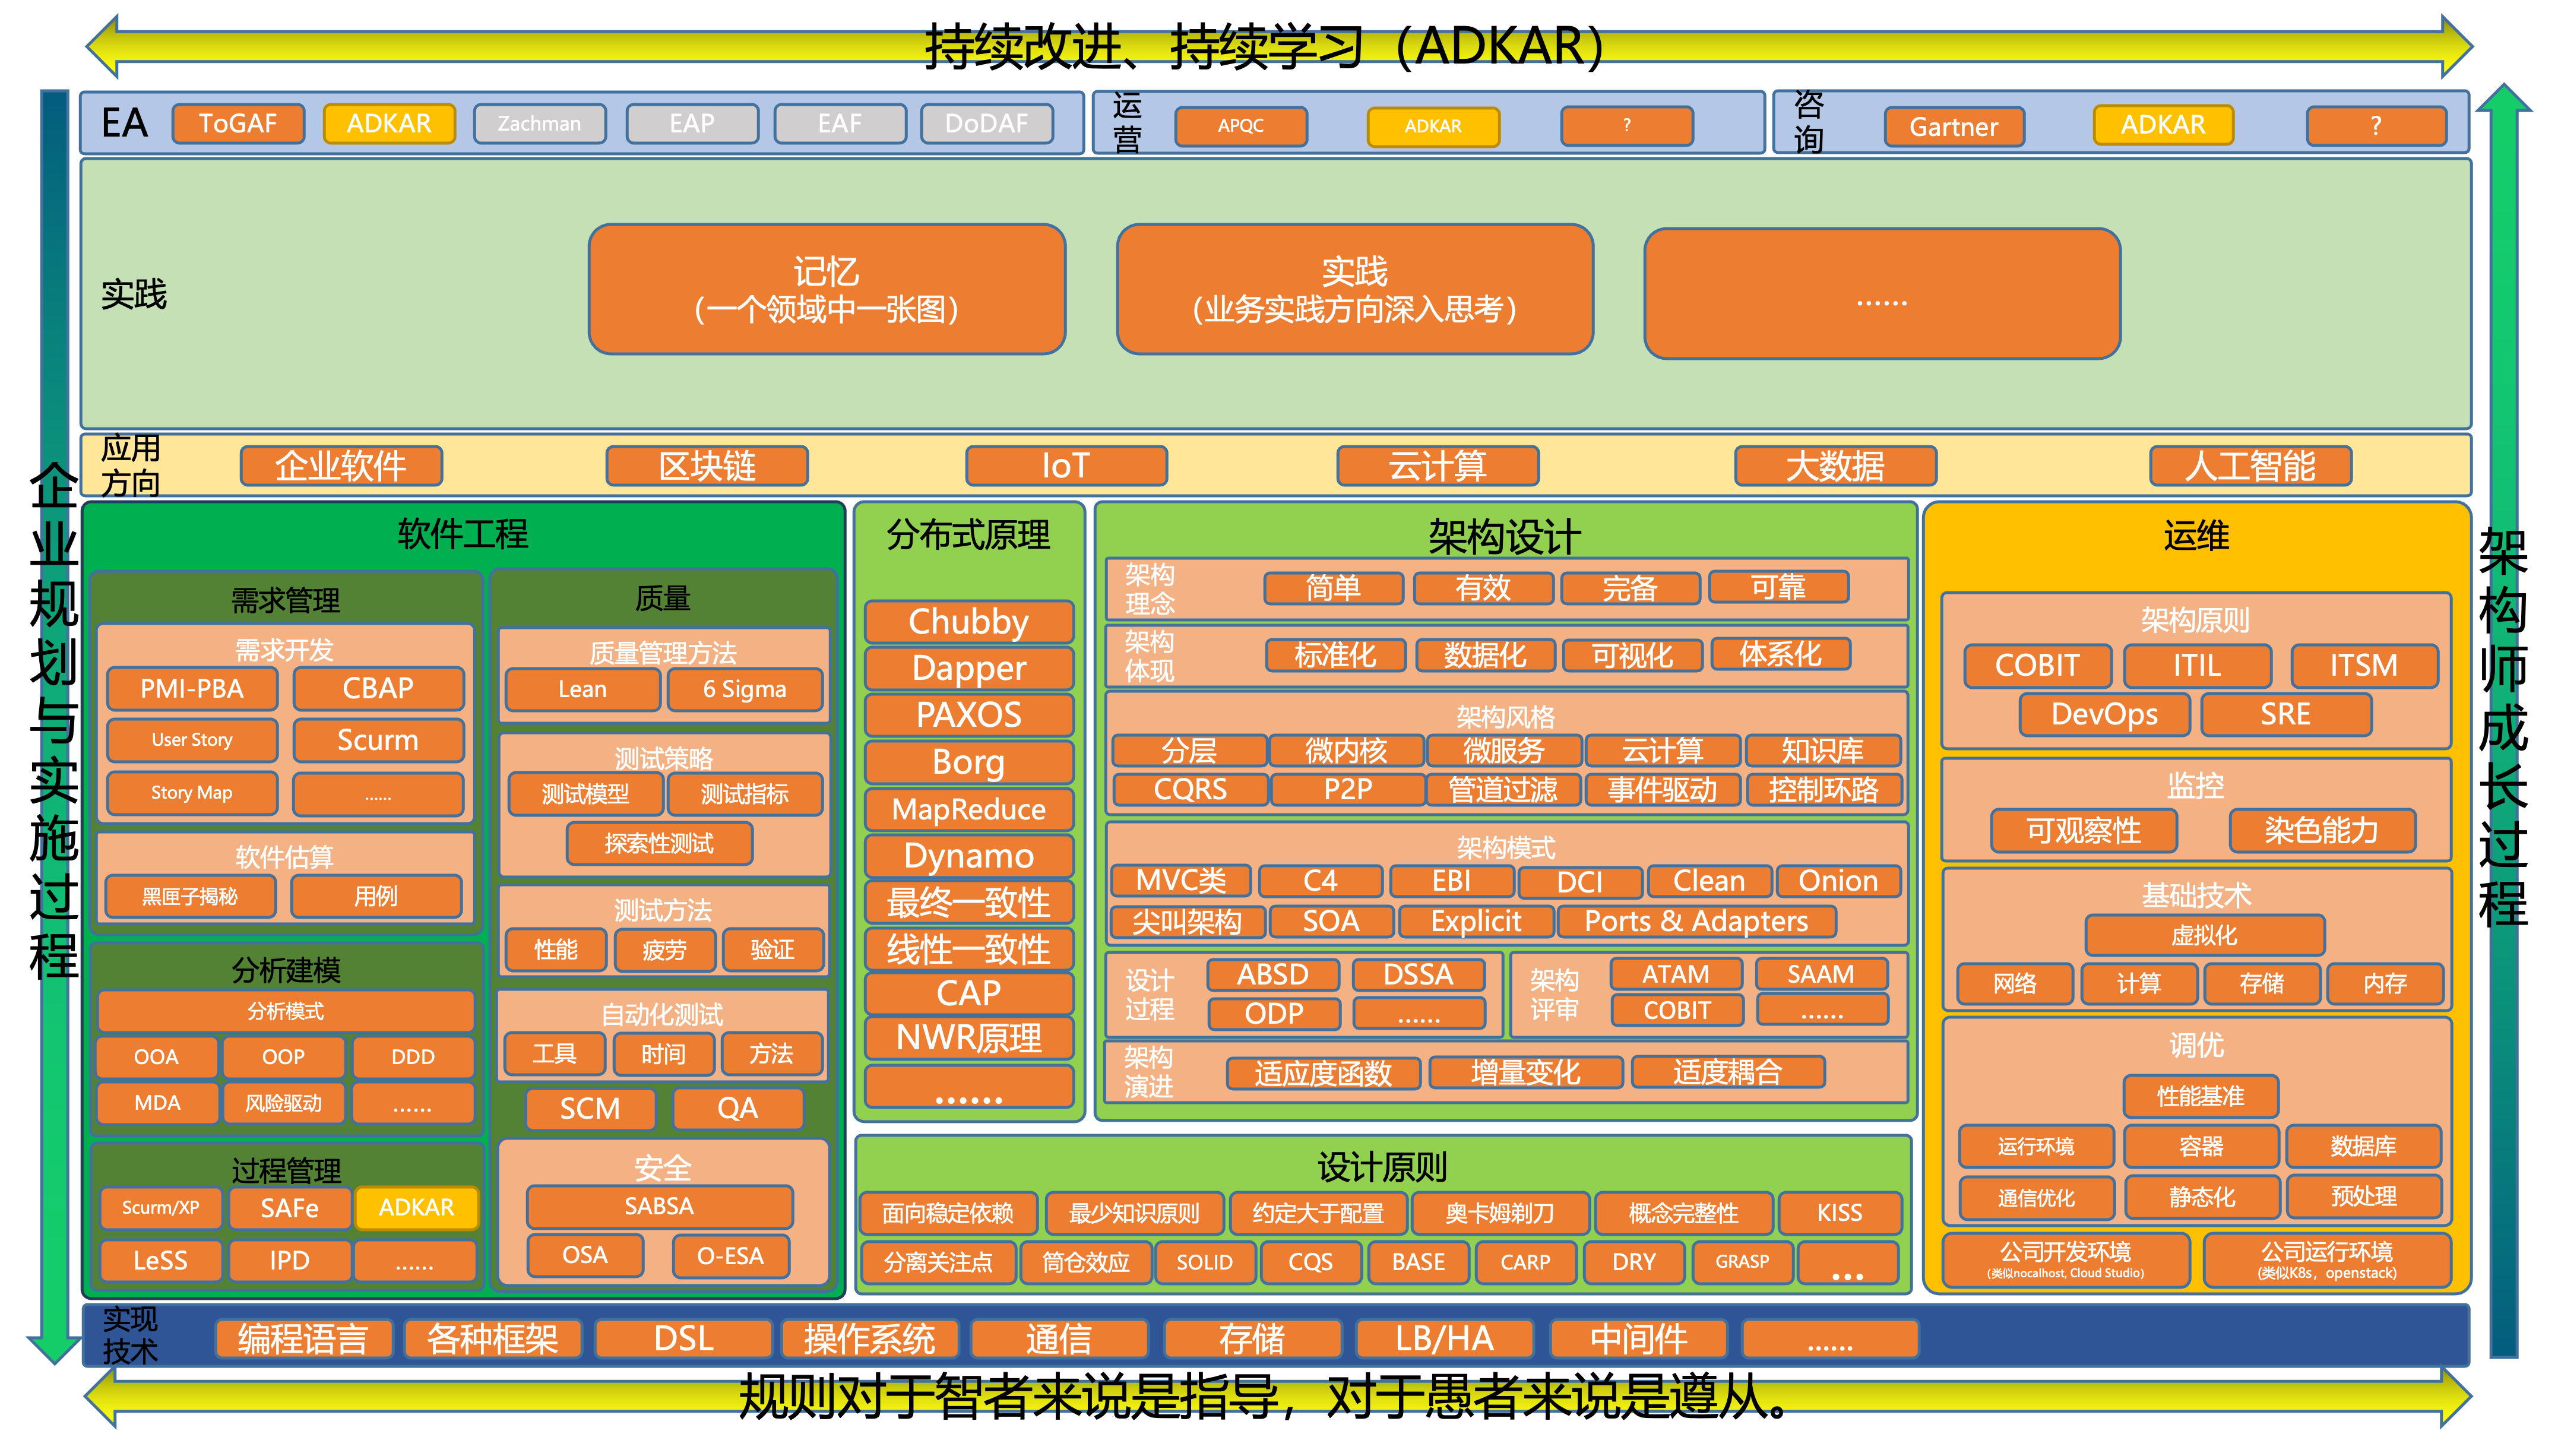 持续改进、持续学习（ADKAR）
EA
ToGAF
ADKAR
Zachman
EAP
EAF
DoDAF
运
营
APQC
ADKAR
?
咨
询
Gartner
ADKAR
?
实践
记忆
（一个领域中一张图）
实践
（业务实践方向深入思考）
......
应用
方向
企业软件
区块链
IoT
云计算
大数据
人工智能
企业规划与实施过程
架构师成长过程
软件工程
需求管理
需求开发
PMI-PBA
CBAP
User Story
Scurm
Story Map
......
软件估算
黑匣子揭秘
用例
分析建模
分析模式
OOA
OOP
DDD
MDA
风险驱动
......
过程管理
Scurm/XP
SAFe
ADKAR
LeSS
IPD
......
质量
质量管理方法
Lean
6 Sigma
测试策略
测试模型
测试指标
探索性测试
测试方法
性能
疲劳
验证
自动化测试
工具
时间
方法
SCM
QA
安全
SABSA
OSA
O-ESA
分布式原理
Chubby
Dapper
PAXOS
Borg
MapReduce
Dynamo
最终一致性
线性一致性
CAP
NWR原理
......
架构设计
架构
理念
简单
有效
完备
可靠
架构
体现
标准化
数据化
可视化
体系化
架构风格
分层
微内核
微服务
云计算
知识库
CQRS
P2P
管道过滤
事件驱动
控制环路
架构模式
MVC类
C4
EBI
DCI
Clean
Onion
尖叫架构
SOA
Explicit
Ports & Adapters
设计
过程
ABSD
DSSA
ODP
......
架构
评审
ATAM
SAAM
COBIT
......
架构
演进
适应度函数
增量变化
适度耦合
设计原则
面向稳定依赖
最少知识原则
约定大于配置
奥卡姆剃刀
概念完整性
KISS
分离关注点
筒仓效应
SOLID
CQS
BASE
CARP
DRY
GRASP
...
运维
架构原则
COBIT
ITIL
ITSM
DevOps
SRE
监控
可观察性
染色能力
基础技术
虚拟化
网络
计算
存储
内存
调优
性能基准
运行环境
容器
数据库
通信优化
静态化
预处理
公司开发环境
(类似nocalhost, Cloud Studio)
公司运行环境
(类似K8s，openstack)
实现
技术
编程语言
各种框架
DSL
操作系统
通信
存储
LB/HA
中间件
......
规则对于智者来说是指导，对于愚者来说是遵从。